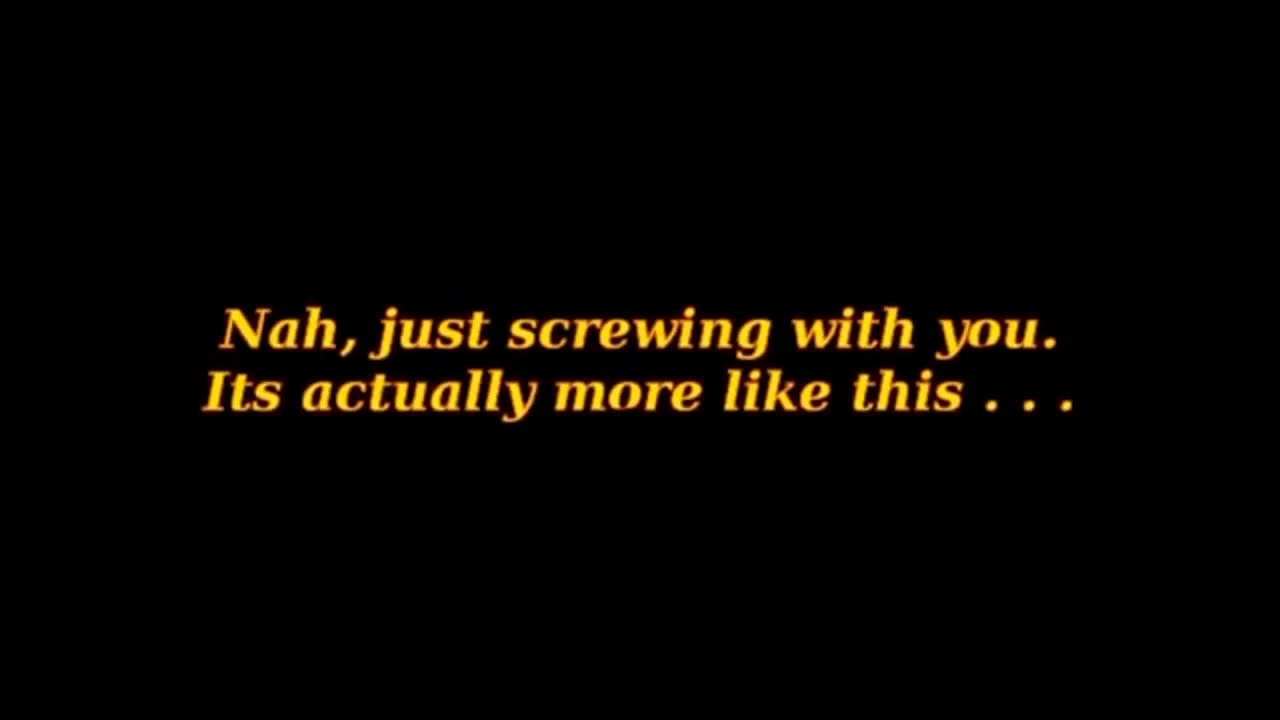 Nah, just screwing with you.
Its actually more like this . . .